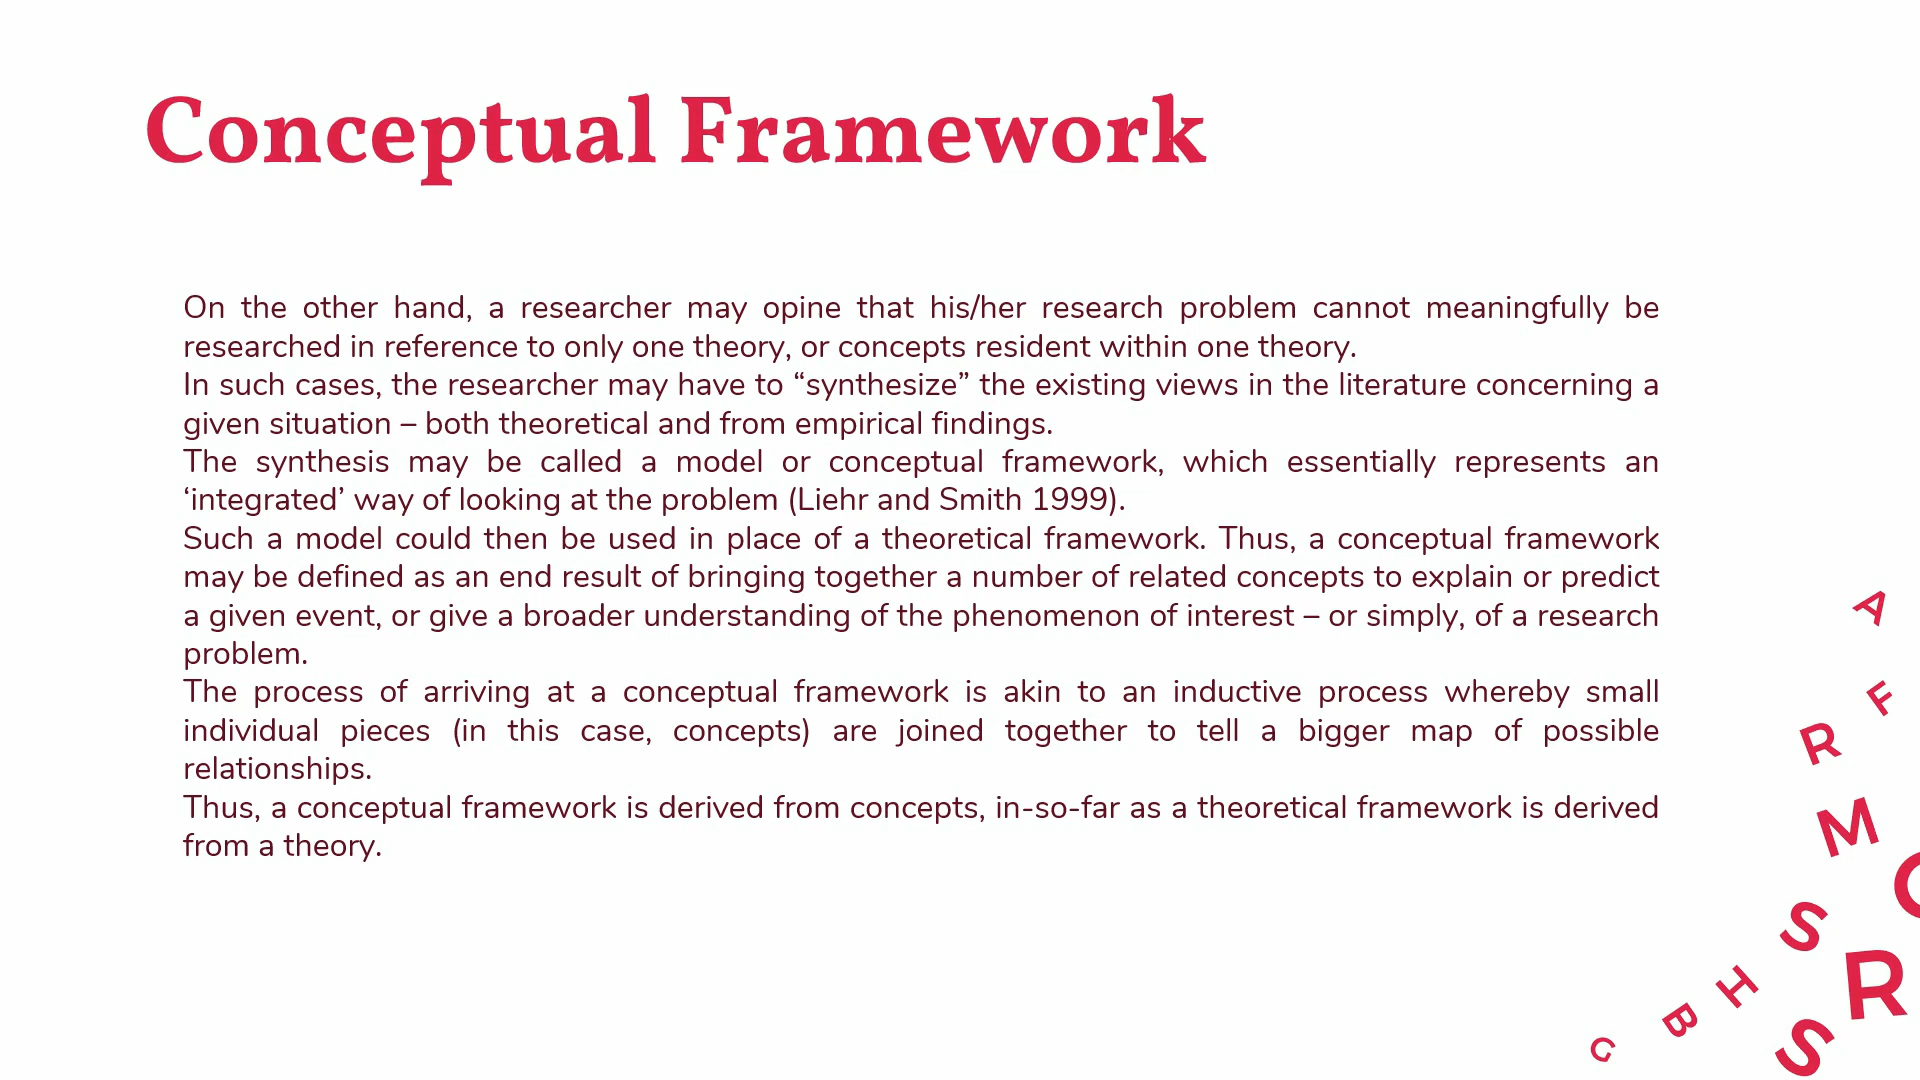 Conceptual Framework
On the other hand, a researcher may opine that his/her research problem cannot meaningfully be
researched in reference to only one theory, or concepts resident within one theory.
In such cases, the researcher may have to “synthesize” the existing views in the literature concerning a
given situation – both theoretical and from empirical findings.
The synthesis may be called a model or conceptual framework, which essentially represents an
‘integrated’ way of looking at the problem (Liehr and Smith 1999).
Such a model could then be used in place of a theoretical framework. Thus, a conceptual framework
may be defined as an end result of bringing together a number of related concepts to explain or predict
a given event, or give a broader understanding of the phenomenon of interest – or simply, of a research
problem.
The process of arriving at a conceptual framework is akin to an inductive process whereby small
individual pieces (in this case, concepts) are joined together to tell a bigger map of possible
relationships.
Thus, a conceptual framework is derived from concepts, in-so-far as a theoretical framework is derived
from a theory.
A
F
R
M
S
R
H
B
S